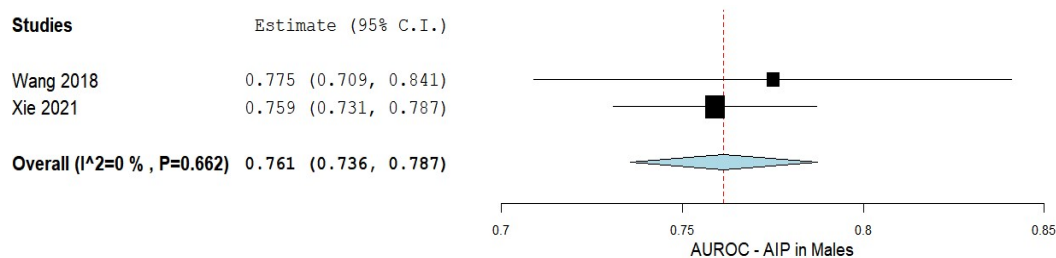 Studies Estimate (95% C.I.)
Wang 2018 0.775 (0.709, 0.841)
Xie 2021 0.759 (0.731, 0.787)
Overall (I^2=0 % , P=0.662) 0.761 (0.736, 0.787)
0.7 0.75 0.8 0.85
AUROC - AIP in Males